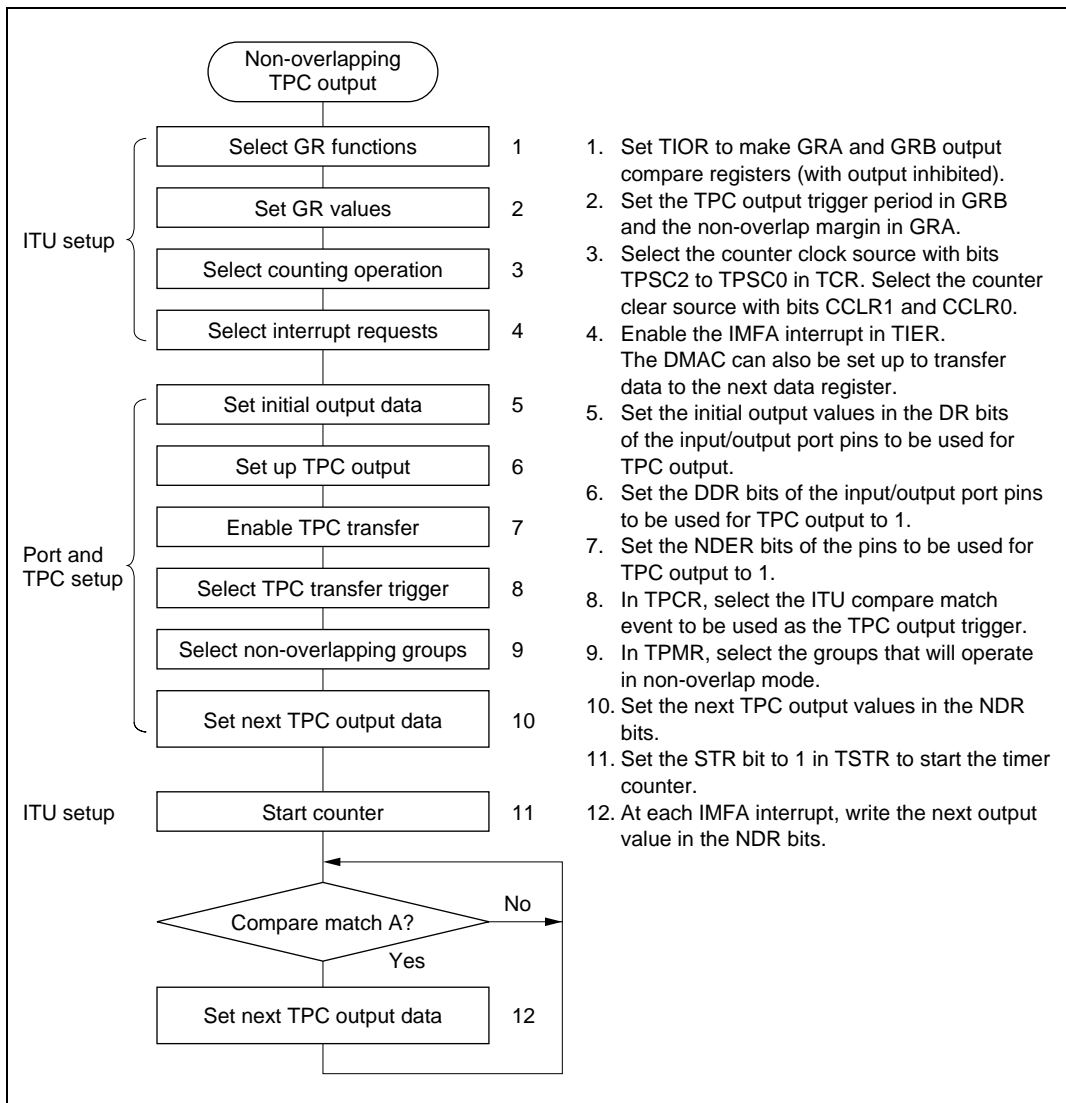 Non-overlapping
TPC output
ITU setup
Select GR functions 1
Set GR values 2
Select counting operation 3
Select interrupt requests 4
Port and
TPC setup
Set initial output data 5
Set up TPC output 6
Enable TPC transfer 7
Select TPC transfer trigger 8
Select non-overlapping groups 9
Set next TPC output data 10
ITU setup
Start counter 11
Compare match A?
No
Yes
Set next TPC output data 12
1. Set TIOR to make GRA and GRB output
compare registers (with output inhibited).
2. Set the TPC output trigger period in GRB
and the non-overlap margin in GRA.
3. Select the counter clock source with bits
TPSC2 to TPSC0 in TCR. Select the counter
clear source with bits CCLR1 and CCLR0.
4. Enable the IMFA interrupt in TIER.
The DMAC can also be set up to transfer
data to the next data register.
5. Set the initial output values in the DR bits
of the input/output port pins to be used for
TPC output.
6. Set the DDR bits of the input/output port pins
to be used for TPC output to 1.
7. Set the NDER bits of the pins to be used for
TPC output to 1.
8. In TPCR, select the ITU compare match
event to be used as the TPC output trigger.
9. In TPMR, select the groups that will operate
in non-overlap mode.
10. Set the next TPC output values in the NDR
bits.
11. Set the STR bit to 1 in TSTR to start the timer
counter.
12. At each IMFA interrupt, write the next output
value in the NDR bits.